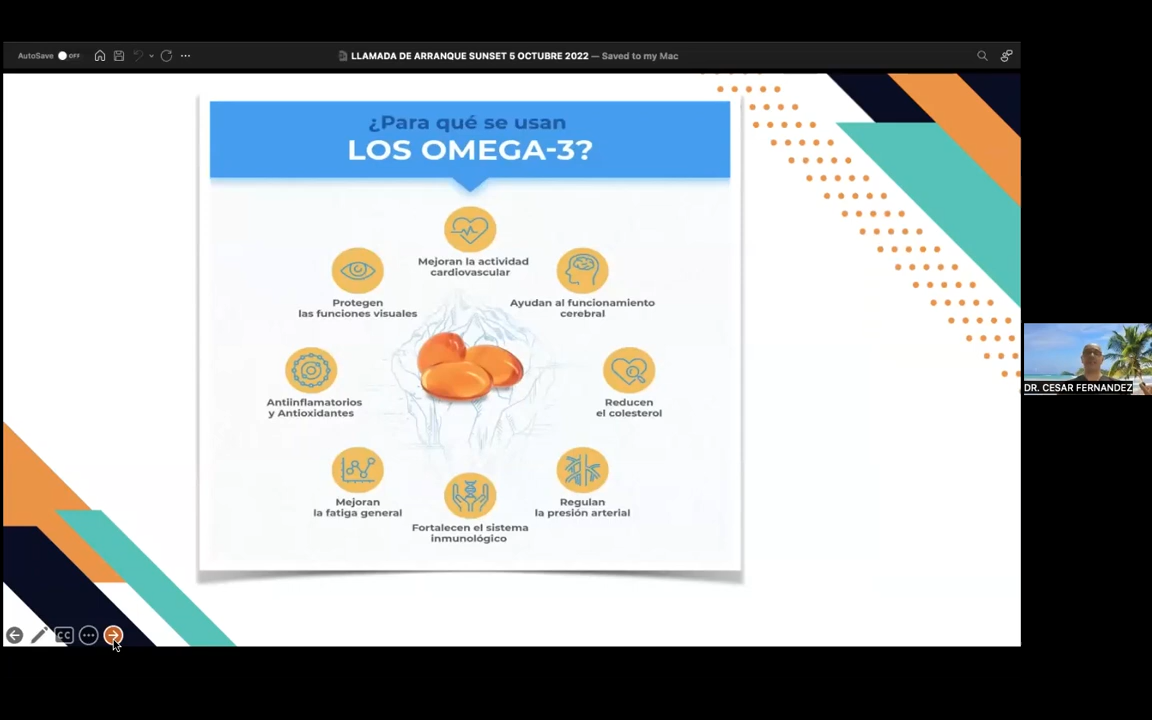 AutoSave OFF
LLAMADA DE ARRANQUE SUNSET 5 OCTUBRE 2022 — Saved to my Mac
¿Para qué se usan
LOS OMEGA-3?
Mejoran la actividad
cardiovascular
Protegen
las funciones visuales
Ayudan al funcionamiento
cerebral
Antiinflamatorios
y Antioxidantes
Reducen
el colesterol
Mejoran
la fatiga general
Regulan
la presión arterial
Fortalecen el sistema
inmunológico
DR. CESAR FERNANDEZ
CC